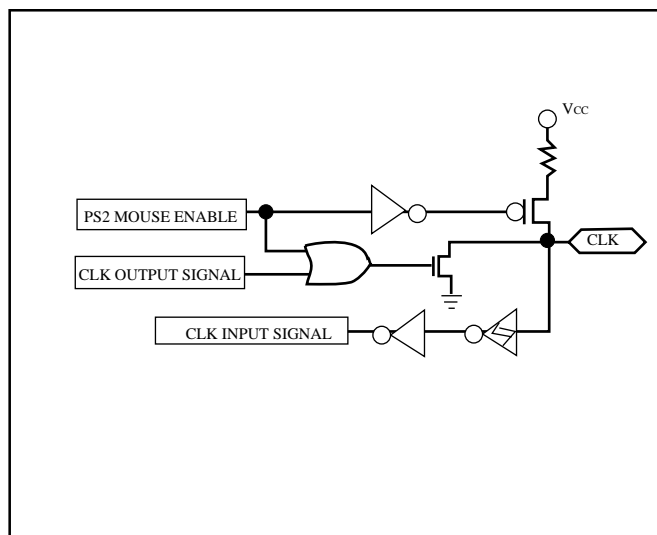 VCC
PS2 MOUSE ENABLE
CLK
CLK OUTPUT SIGNAL
CLK INPUT SIGNAL